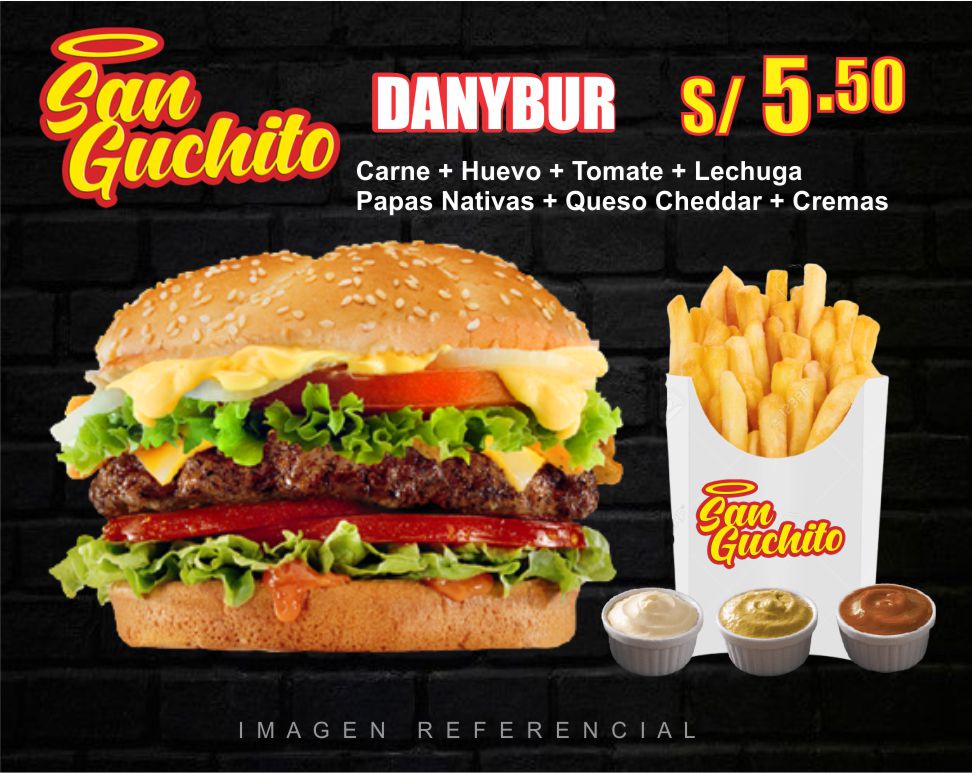 San
Guchito
DANYBUR
S/ 5.50
Carne + Huevo + Tomate + Lechuga
Papas Nativas + Queso Cheddar + Cremas
San
Guchito
IMAGEN REFERENCIAL